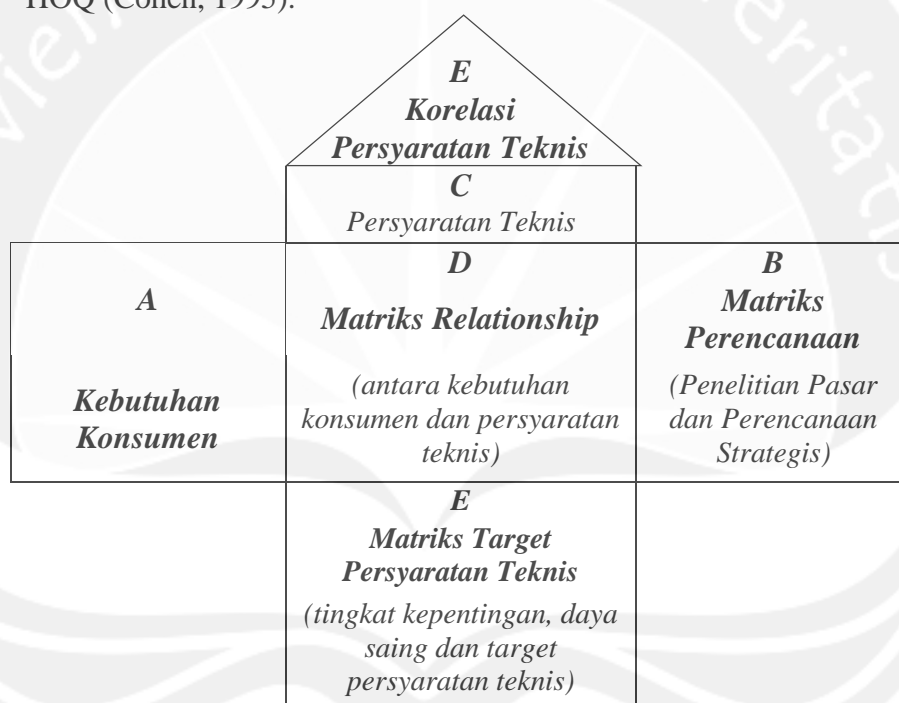 HOQ (Cohen, 1995).
E
Korelasi
Persyaratan Teknis
C
Persyaratan Teknis
A
Kebutuhan
Konsumen
D
Matriks Relationship
(antara kebutuhan
konsumen dan persyaratan
teknis)
B
Matriks
Perencanaan
(Penelitian Pasar
dan Perencanaan
Strategis)
E
Matriks Target
Persyaratan Teknis
(tingkat kepentingan, daya
saing dan target
persyaratan teknis)